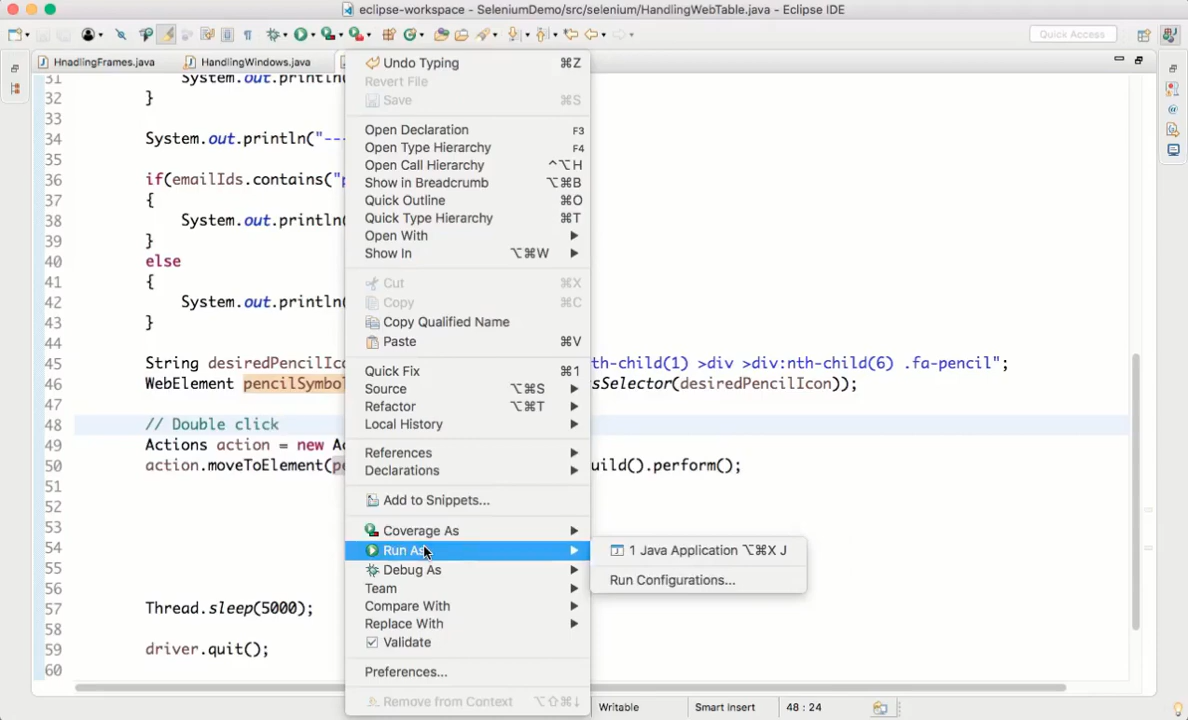 eclipse-workspace - SeleniumDemo/src/selenium/HandlingWebTable.java - Eclipse IDE
Quick Access
HnadlingFrames.java
HandlingWindows.java
31 System.out.println
32 }
33
34 System.out.println("---
35
36 if(emailIds.contains("p
37 {
38 System.out.println
39 }
40 else
41 {
42 System.out.println
43 }
44
45 String desiredPencilIc th-child(1) >div >div:nth-child(6) .fa-pencil";
46 WebElement pencilSymbol sSelector(desiredPencilIcon));
47
48 // Double click
49 Actions action = new Ac
50 action.moveToElement(pe uild().perform();
51
52
53
54
55
56
57 Thread.sleep(5000);
58
59 driver.quit();
60
Undo Typing ⌘Z
Revert File
Save ⌘S
Open Declaration F3
Open Type Hierarchy F4
Open Call Hierarchy ^⌥H
Show in Breadcrumb ⌥⌘B
Quick Outline ⌘O
Quick Type Hierarchy ⌘T
Open With
Show In ⌥⌘W
Cut ⌘X
Copy ⌘C
Copy Qualified Name
Paste ⌘V
Quick Fix ⌘1
Source ⌥⌘S
Refactor ⌥⌘T
Local History
References
Declarations
Add to Snippets...
Coverage As
Run As
Debug As
Team
Compare With
Replace With
Validate
Preferences...
Remove from Context ⌥⇧⌘↓
1 Java Application ⌥⌘X J
Run Configurations...
Writable
Smart Insert
48 : 24